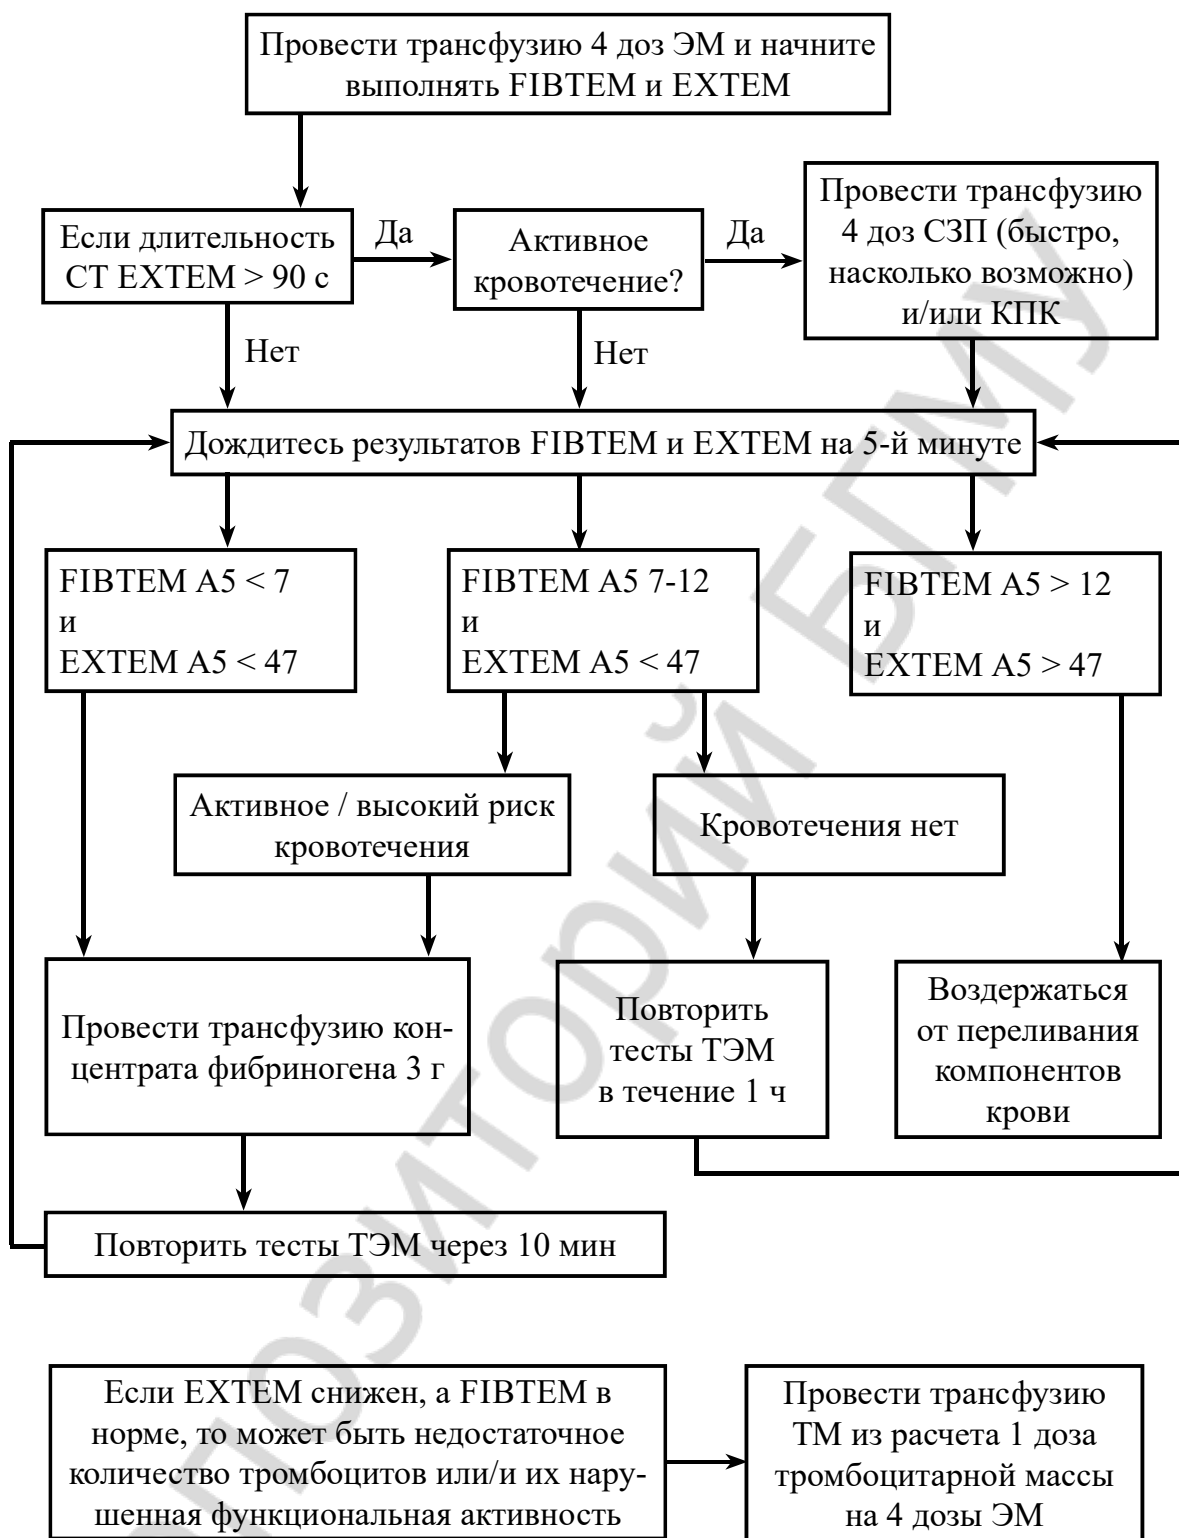 Провести трансфузию 4 доз ЭМ и начните
выполнять FIBTEM и EXTEM
Если длительность
CT EXTEM > 90 с
Да
Активное
кровотечение?
Да
Провести трансфузию
4 доз СЗП (быстро,
насколько возможно)
и/или КПК
Нет
Нет
Дождитесь результатов FIBTEM и EXTEM на 5-й минуте
FIBTEM A5 < 7
и
EXTEM A5 < 47
FIBTEM A5 7-12
и
EXTEM A5 < 47
FIBTEM A5 > 12
и
EXTEM A5 > 47
Активное / высокий риск
кровотечения
Кровотечения нет
Провести трансфузию кон-
центрата фибриногена 3 г
Повторить
тесты ТЭМ
в течение 1 ч
Воздержаться
от переливания
компонентов
крови
Повторить тесты ТЭМ через 10 мин
Если EXTEM снижен, а FIBTEM в
норме, то может быть недостаточное
количество тромбоцитов или/и их нару-
шенная функциональная активность
Провести трансфузию
ТМ из расчета 1 доза
тромбоцитарной массы
на 4 дозы ЭМ
позиторий БГМУ